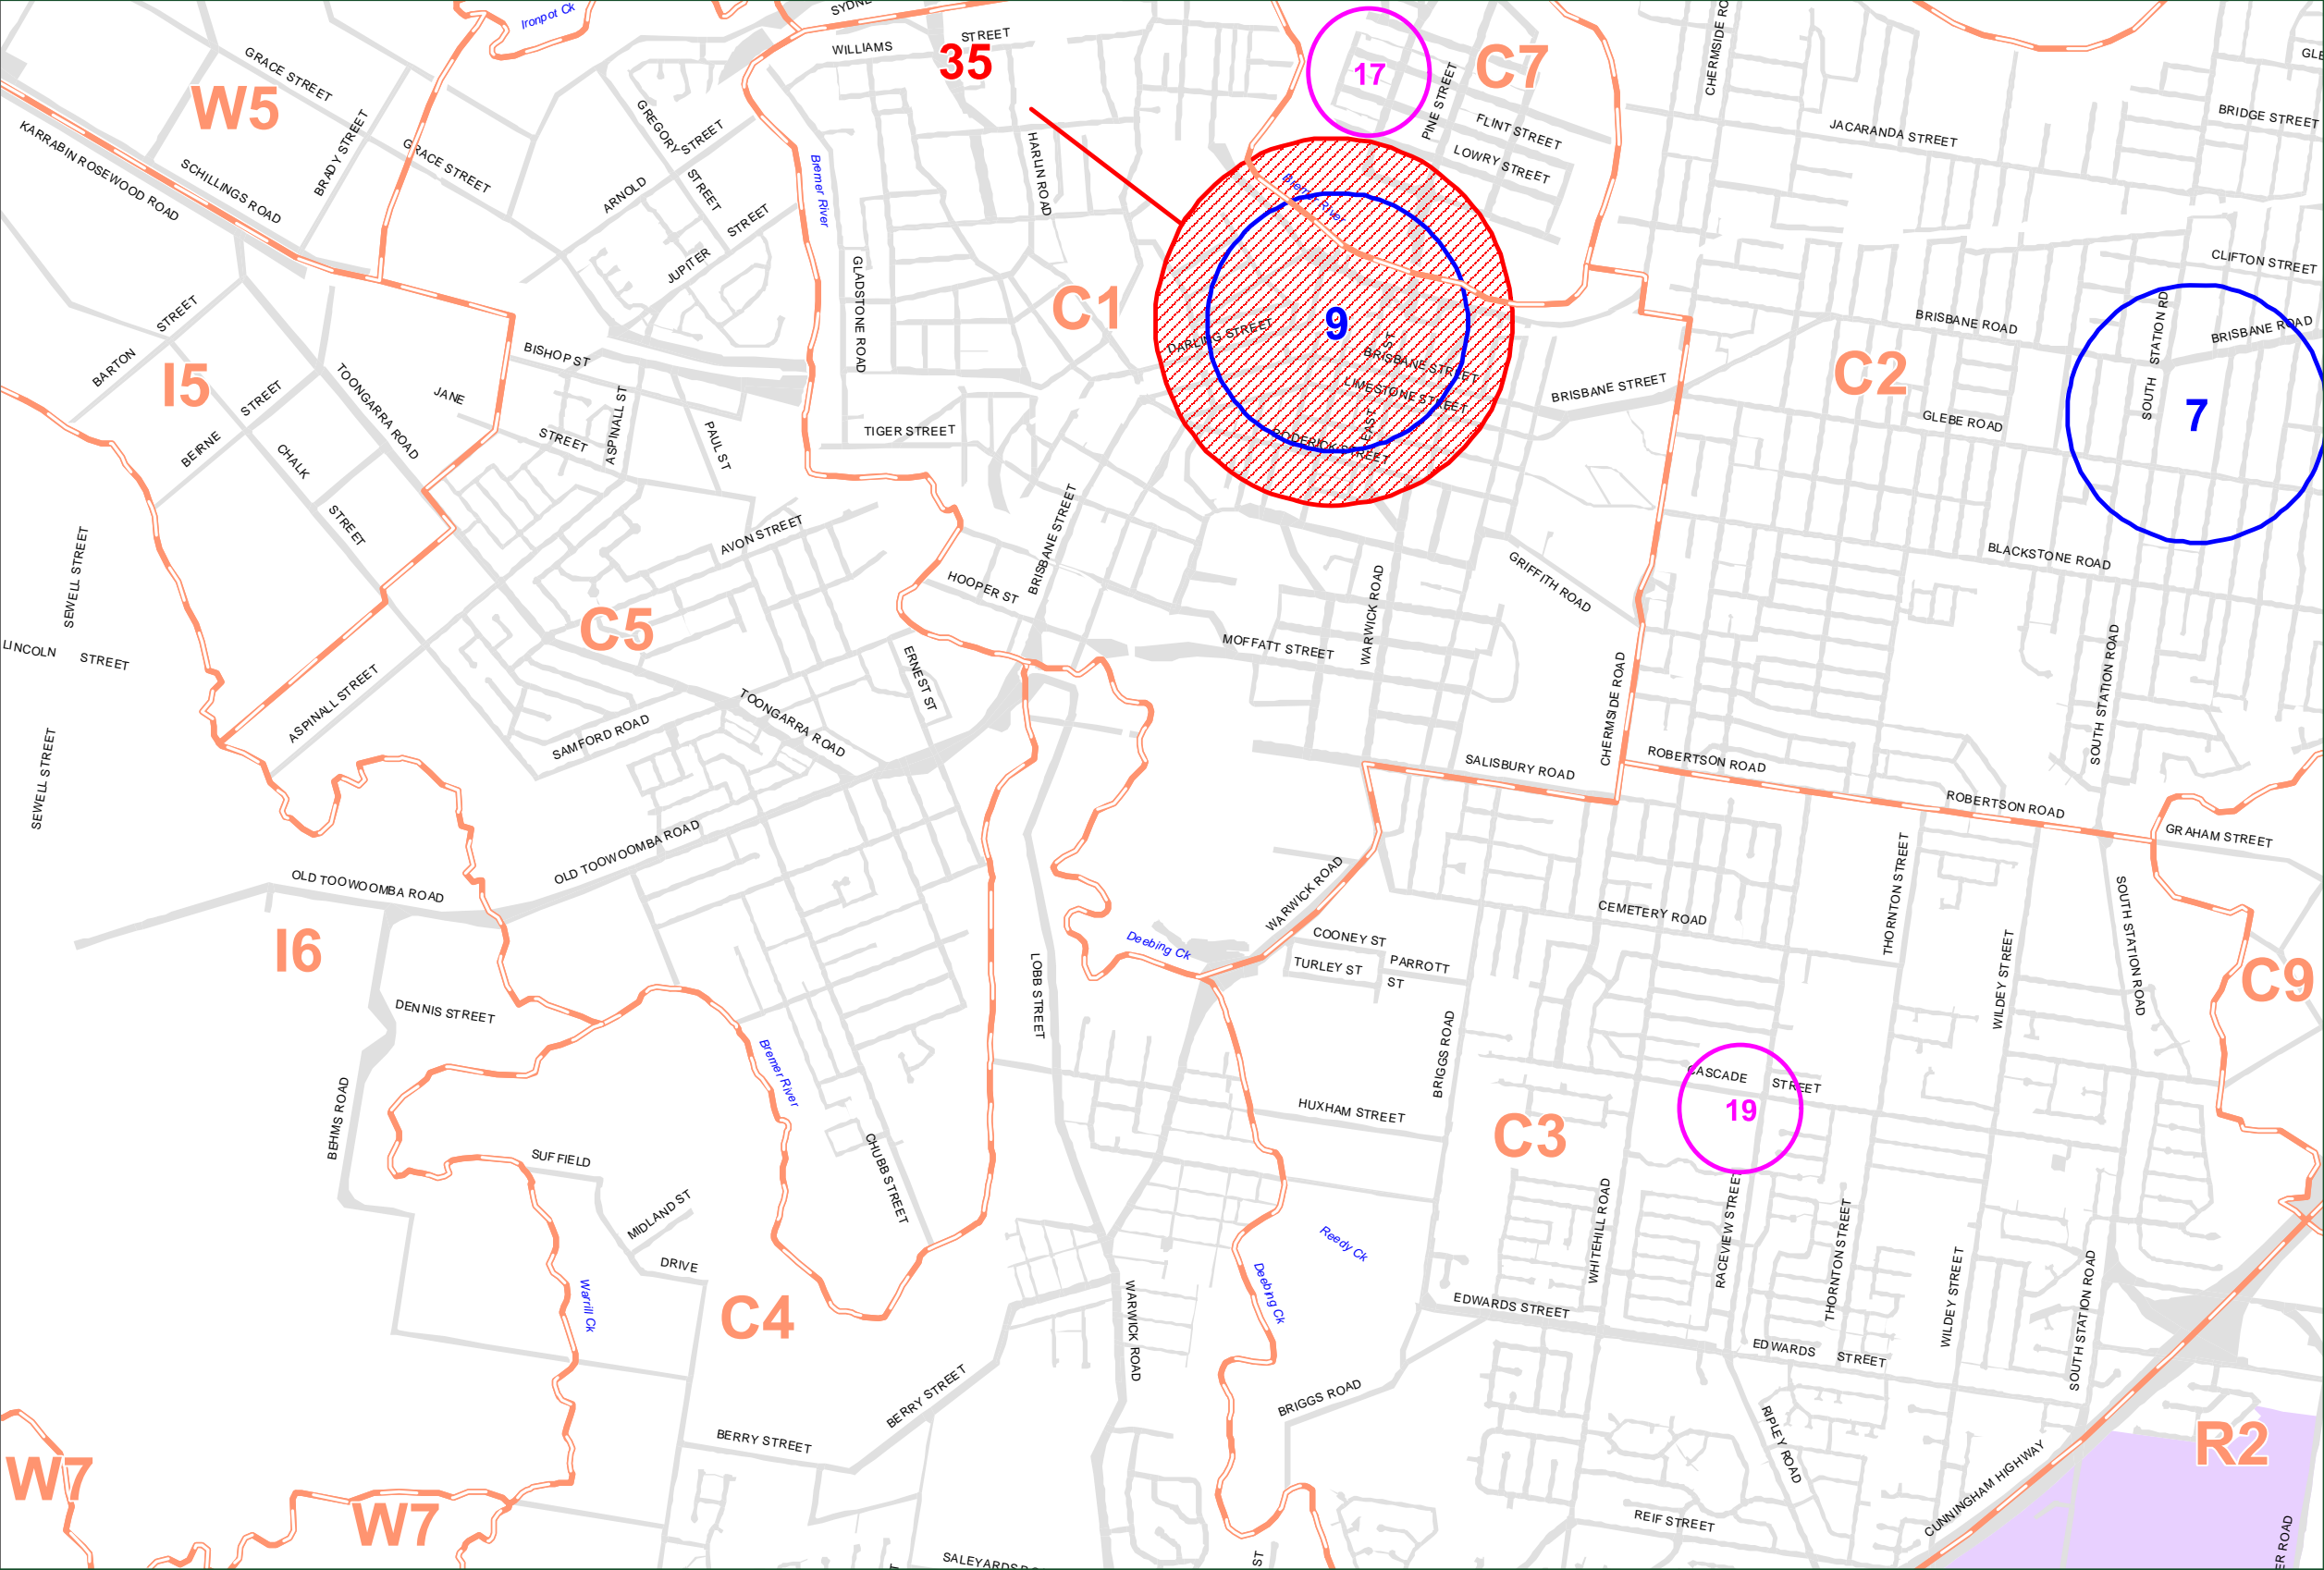 Ironpot Ck
WILLIAMS STREET
35
17
C7
CHERMSIDE
GRACE STREET
W5
PINE STREET
FLINT STREET
LOWRY STREET
JACARANDA STREET
BRIDGE STREET
KARRABIN ROSEWOOD ROAD
SCHILLINGS ROAD
BRADY STREET
GRACE STREET
GREGORY STREET
ARNOLD STREET
HARLIN ROAD
Bremer River
Bremer River
JUPITER STREET
CLIFTON STREET
BARTON STREET
GLADSTONE ROAD
C1
9
DARLING STREET
ST
BRISBANE STREET
LIMESTONE STREET
EAST
RODERICK STREET
BRISBANE STREET
BRISBANE ROAD
SOUTH STATION RD
BRISBANE ROAD
C2
7
GLEBE ROAD
I5
BISHOP ST
TOONGARRA ROAD
JANE STREET
ASPINALL ST
PAUL ST
TIGER STREET
BEIRNE STREET
CHALK STREET
AVON STREET
BRISBANE STREET
HOOPER ST
GRIFFITH ROAD
BLACKSTONE ROAD
WARWICK ROAD
SEWELL STREET
LINCOLN STREET
C5
MOFFATT STREET
ERNEST ST
ASPINALL STREET
SAMFORD ROAD
TOONGARRA ROAD
CHERMSIDE ROAD
SOUTH STATION ROAD
SEWELL STREET
SALISBURY ROAD
ROBERTSON ROAD
ROBERTSON ROAD
GRAHAM STREET
OLD TOOWOOMBA ROAD
OLD TOOWOOMBA ROAD
WARWICK ROAD
CEMETERY ROAD
THORNTON STREET
SOUTH STATION ROAD
I6
Deebing Ck
COONEY ST
TURLEY ST
PARROTT ST
WILDEY STREET
C9
LOBB STREET
DENNIS STREET
Bremer River
BRIGGS ROAD
CASCADE STREET
19
HUXHAM STREET
C3
BEHMS ROAD
SUFFIELD DRIVE
MIDLAND ST
CHUBB STREET
WHITEHILL ROAD
RACEVIEW STREET
THORNTON STREET
Reedy Ck
Deebing Ck
WILDEY STREET
SOUTH STATION ROAD
Warrill Ck
C4
WARWICK ROAD
EDWARDS STREET
EDWARDS STREET
BERRY STREET
BRIGGS ROAD
BERRY STREET
RIPLEY ROAD
R2
CUNNINGHAM HIGHWAY
W7
W7
REIF STREET
ST